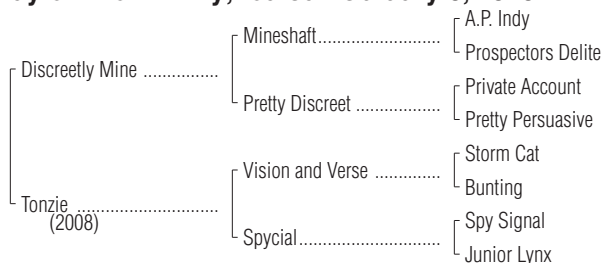 A.P. Indy
Mineshaft
Prospectors Delite
Discreetly Mine
Private Account
Pretty Discreet
Pretty Persuasive
Storm Cat
Vision and Verse
Bunting
Tonzie
(2008)
Spy Signal
Spycial
Junior Lynx